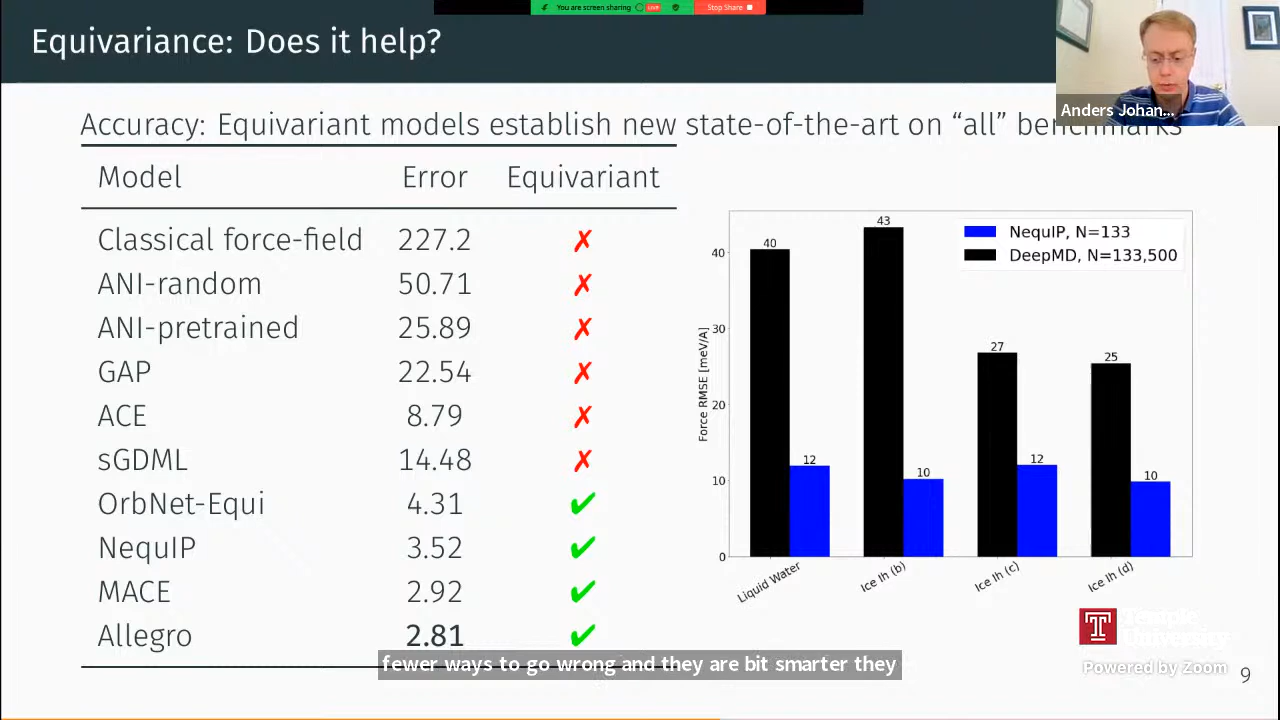 You are screen sharing LIVE Stop Share
Equivariance: Does it help?
Anders Johan...
Accuracy: Equivariant models establish new state-of-the-art on “all” benchmarks
Model Error Equivariant
Classical force-field 227.2 ✗
ANI-random 50.71 ✗
ANI-pretrained 25.89 ✗
GAP 22.54 ✗
ACE 8.79 ✗
sGDML 14.48 ✗
OrbNet-Equi 4.31 ✔
NequIP 3.52 ✔
MACE 2.92 ✔
Allegro 2.81 ✔
NequIP, N=133
DeepMD, N=133,500
Force RMSE [meV/A]
40
30
20
10
0
40 12 43 10 27 12 25 10
Liquid Water Ice Ih (b) Ice Ih (c) Ice Ih (d)
fewer ways to go wrong and they are bit smarter they
Temple
University
Powered by Zoom
9